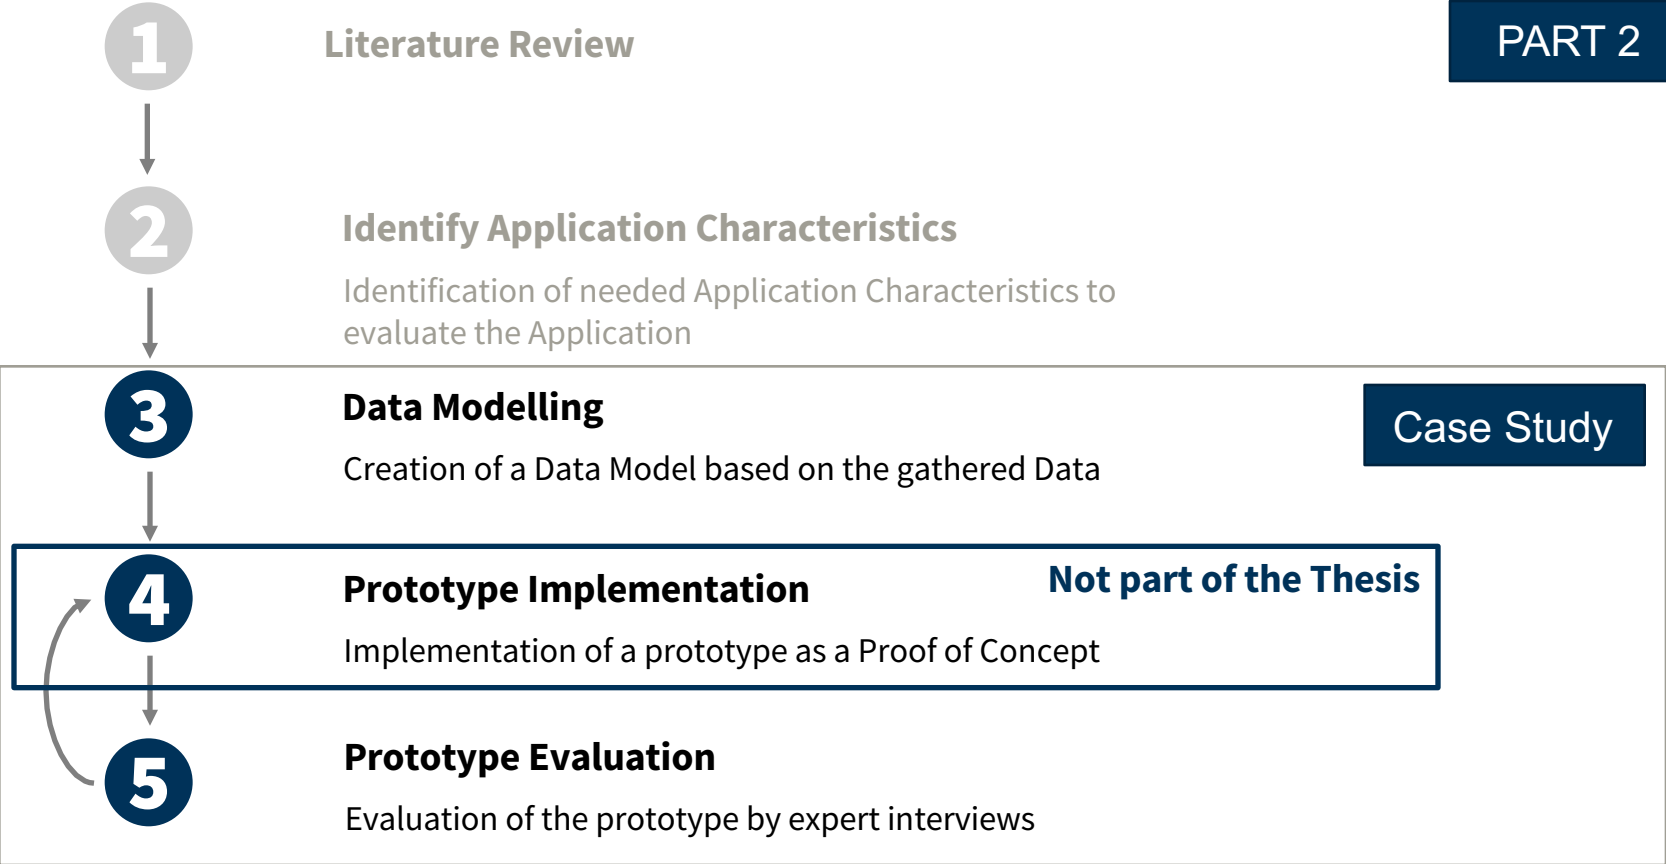 1
Literature Review
PART 2
2
Identify Application Characteristics
Identification of needed Application Characteristics to
evaluate the Application
3
Data Modelling
Case Study
Creation of a Data Model based on the gathered Data
4
Prototype Implementation
Not part of the Thesis
Implementation of a prototype as a Proof of Concept
5
Prototype Evaluation
Evaluation of the prototype by expert interviews